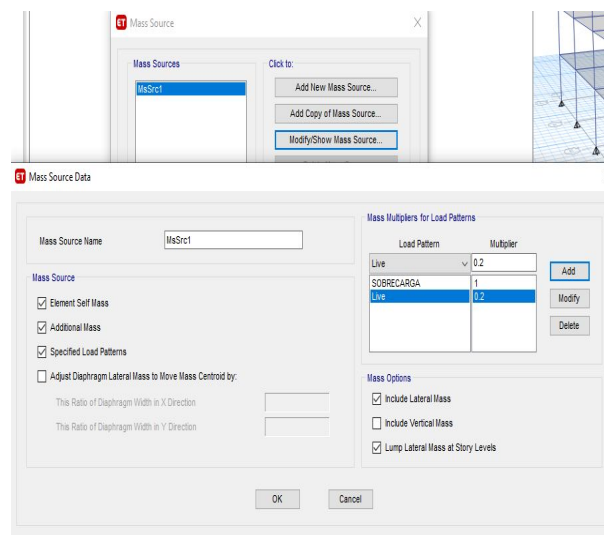 ET Mass Source
Mass Sources
MsSrc1
Click to:
Add New Mass Source...
Add Copy of Mass Source...
Modify/Show Mass Source...
ET Mass Source Data
Mass Source Name MsSrc1
Mass Source
Element Self Mass
Additional Mass
Specified Load Patterns
Adjust Diaphragm Lateral Mass to Move Mass Centroid by:
This Ratio of Diaphragm Width in X Direction
This Ratio of Diaphragm Width in Y Direction
Mass Multipliers for Load Patterns
Load Pattern Multiplier
Live 0.2
Add
SOBRECARGA 1
Live 0.2
Modify
Delete
Mass Options
Include Lateral Mass
Include Vertical Mass
Lump Lateral Mass at Story Levels
OK Cancel